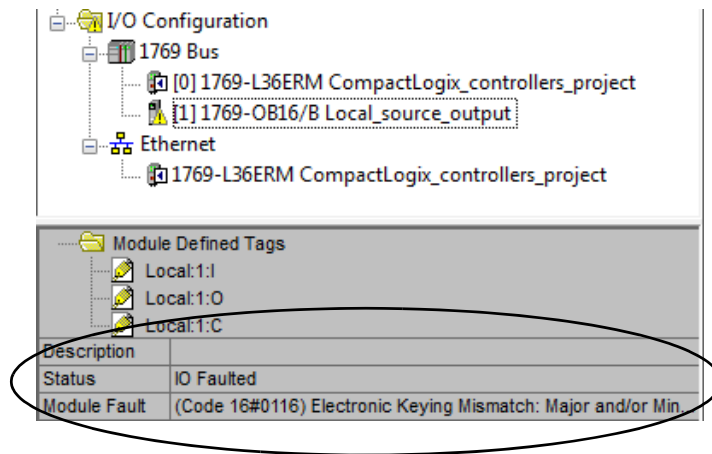 I/O Configuration
1769 Bus
[0] 1769-L36ERM CompactLogix_controllers_project
[1] 1769-OB16/B Local_source_output
Ethernet
1769-L36ERM CompactLogix_controllers_project
Module Defined Tags
Local:1:I
Local:1:O
Local:1:C
Description
Status IO Faulted
Module Fault (Code 16#0116) Electronic Keying Mismatch: Major and/or Min...